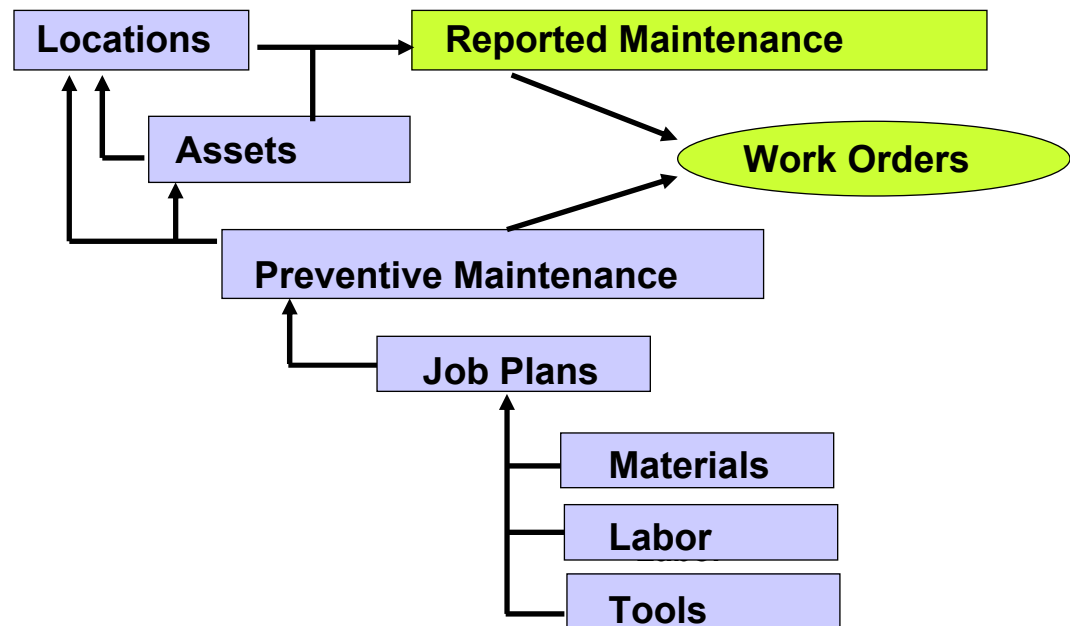 Locations
Reported Maintenance
Assets
Work Orders
Preventive Maintenance
Job Plans
Materials
Labor
Tools